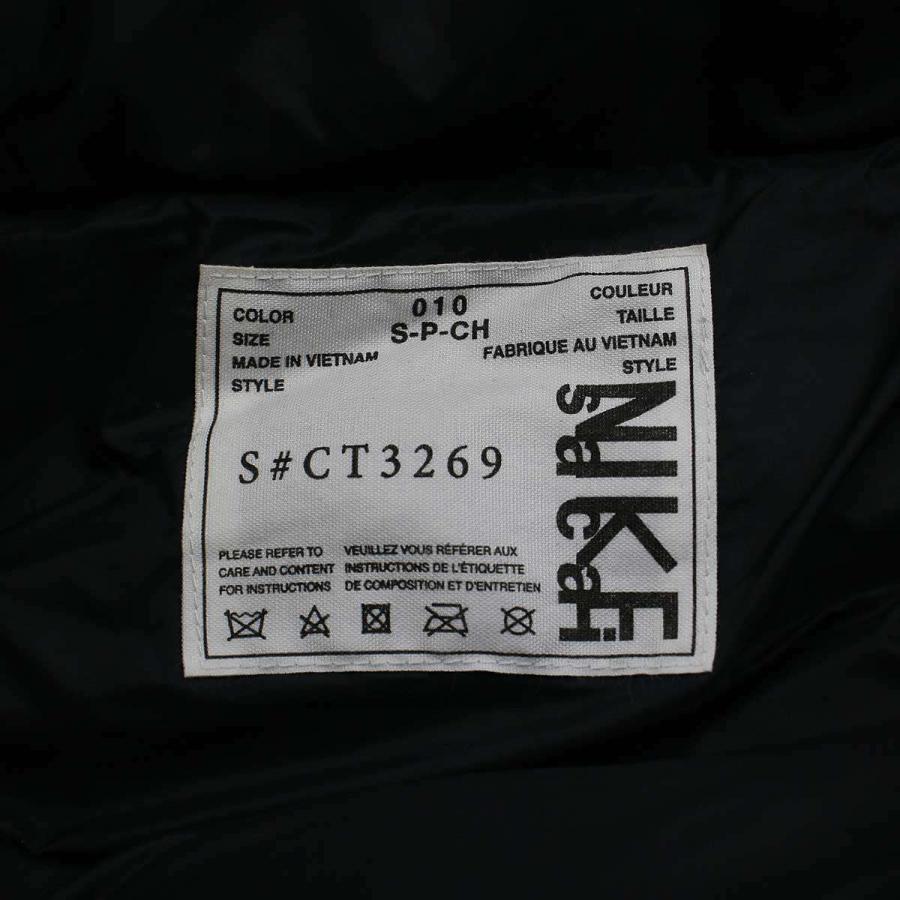 COLOR 010 COULEUR
SIZE S-P-CH TAILLE
MADE IN VIETNAM FABRIQUE AU VIETNAM
STYLE STYLE
S#CT3269
NIKE
sacai
PLEASE REFER TO
CARE AND CONTENT
FOR INSTRUCTIONS
VEUILLEZ VOUS RÉFÉRER AUX
INSTRUCTIONS DE L'ÉTIQUETTE
DE COMPOSITION ET D'ENTRETIEN